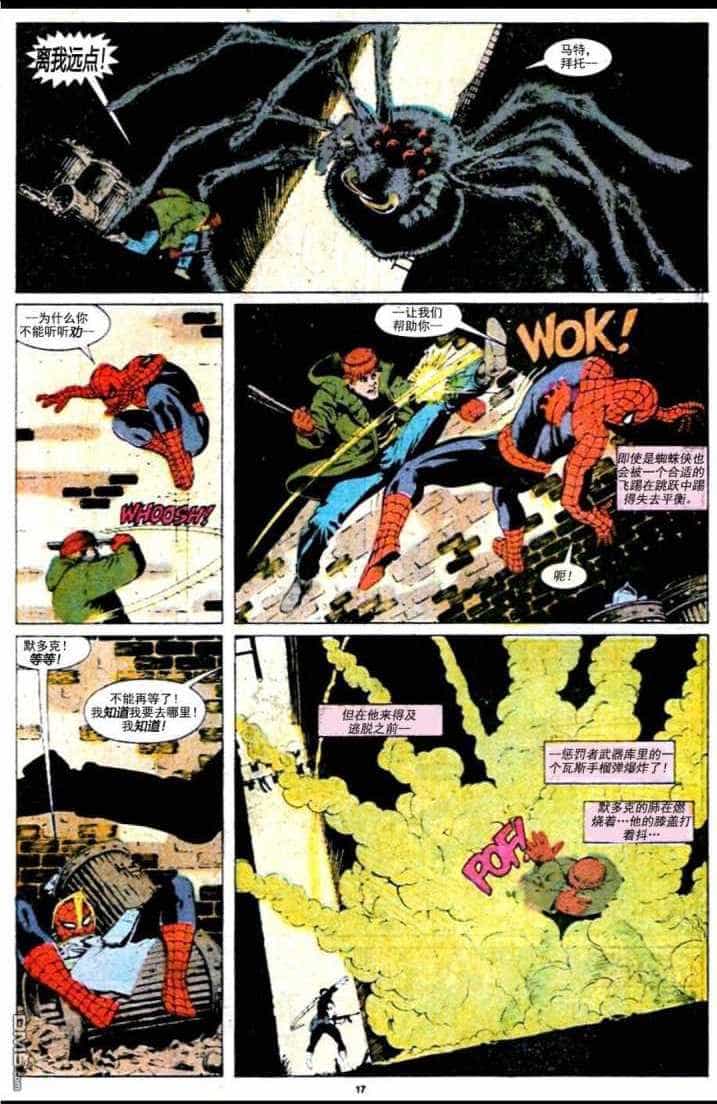 离我远点！
马特，
拜托--
--为什么你
不能听听劝--
WHOOSH!
--让我们
帮助你--
WOK!
即使是蜘蛛侠也
会被一个合适的
飞踢在跳跃中踢
得失去平衡。
呃！
默多克！
等等！
不能再等了！
我知道我要去哪里！
我知道！
但在他来得及
逃脱之前--
--惩罚者武器库里的一
个瓦斯手榴弹爆炸了！
默多克的肺在燃
烧着…他的膝盖打
着抖…
POF!
17